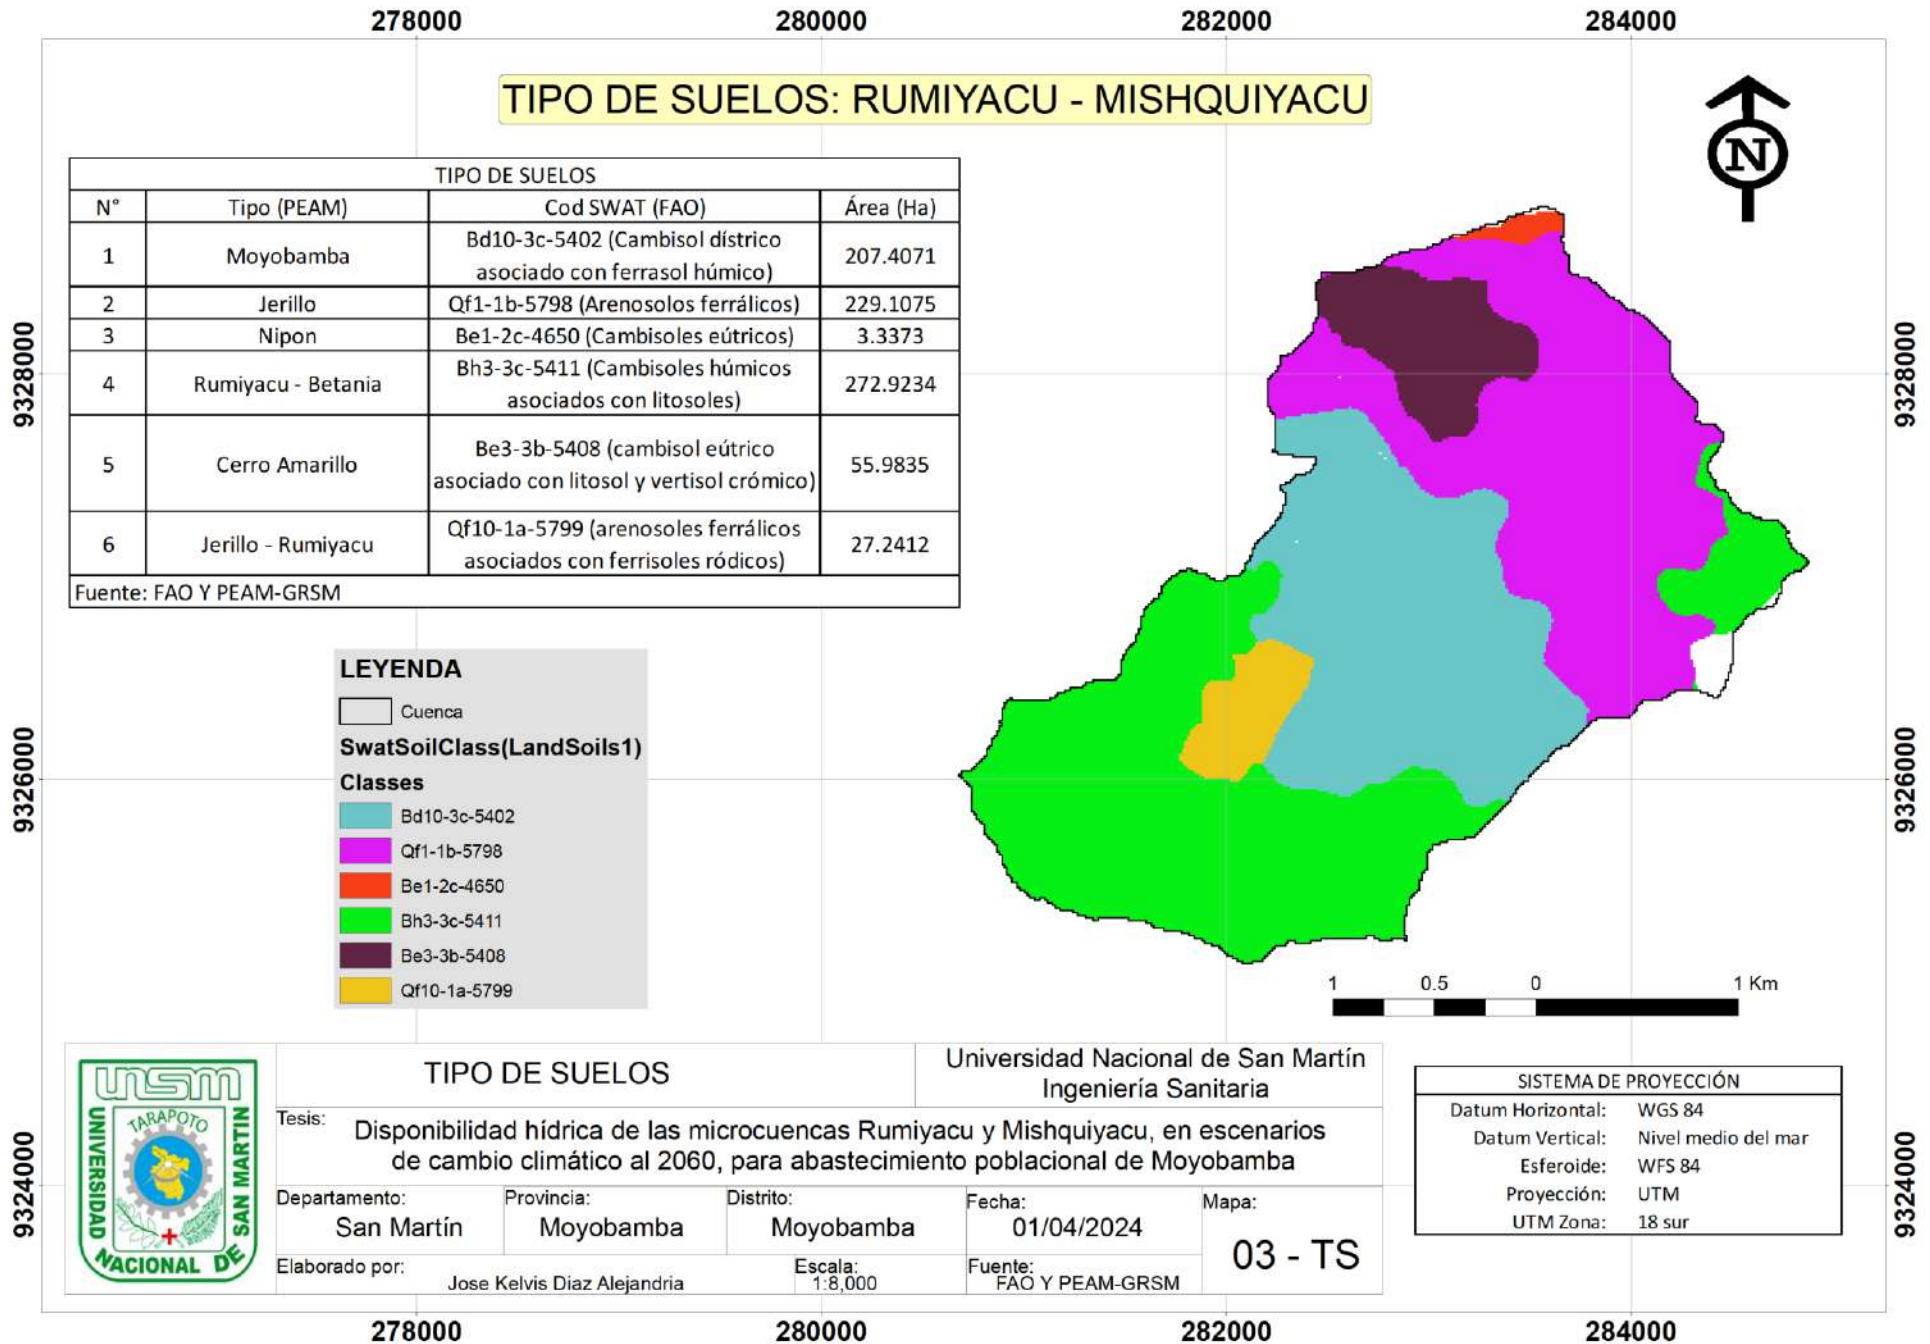 278000 280000 282000 284000
TIPO DE SUELOS: RUMIYACU - MISHQUIYACU
N
TIPO DE SUELOS
N° Tipo (PEAM) Cod SWAT (FAO) Área (Ha)
1 Moyobamba Bd10-3c-5402 (Cambisol dístrico asociado con ferrasol húmico) 207.4071
2 Jerillo Qf1-1b-5798 (Arenosolos ferrálicos) 229.1075
3 Nipon Be1-2c-4650 (Cambisoles eútricos) 3.3373
4 Rumiyacu - Betania Bh3-3c-5411 (Cambisoles húmicos asociados con litosoles) 272.9234
5 Cerro Amarillo Be3-3b-5408 (cambisol eútrico asociado con litosol y vertisol crómico) 55.9835
6 Jerillo - Rumiyacu Qf10-1a-5799 (arenosoles ferrálicos asociados con ferrisoles ródicos) 27.2412
Fuente: FAO Y PEAM-GRSM
9328000 9328000
LEYENDA
Cuenca
SwatSoilClass(LandSoils1)
Classes
Bd10-3c-5402
Qf1-1b-5798
Be1-2c-4650
Bh3-3c-5411
Be3-3b-5408
Qf10-1a-5799
9326000 9326000
1 0.5 0 1 Km
unsm
TARAPOTO
UNIVERSIDAD NACIONAL DE SAN MARTIN
TIPO DE SUELOS
Universidad Nacional de San Martín
Ingeniería Sanitaria
Tesis: Disponibilidad hídrica de las microcuencas Rumiyacu y Mishquiyacu, en escenarios
de cambio climático al 2060, para abastecimiento poblacional de Moyobamba
Departamento: San Martín
Provincia: Moyobamba
Distrito: Moyobamba
Fecha: 01/04/2024
Mapa: 03 - TS
Elaborado por: Jose Kelvis Diaz Alejandria
Escala: 1:8,000
Fuente: FAO Y PEAM-GRSM
SISTEMA DE PROYECCIÓN
Datum Horizontal: WGS 84
Datum Vertical: Nivel medio del mar
Esferoide: WFS 84
Proyección: UTM
UTM Zona: 18 sur
9324000 9324000
278000 280000 282000 284000